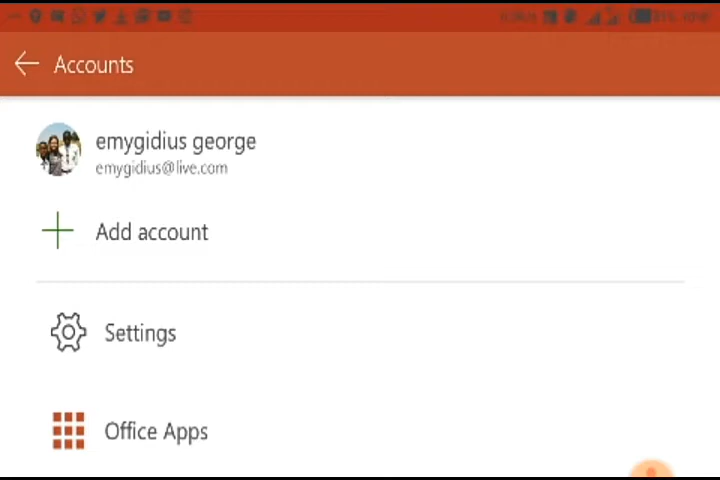 Accounts
emygidius george
emygidius@live.com
Add account
Settings
Office Apps